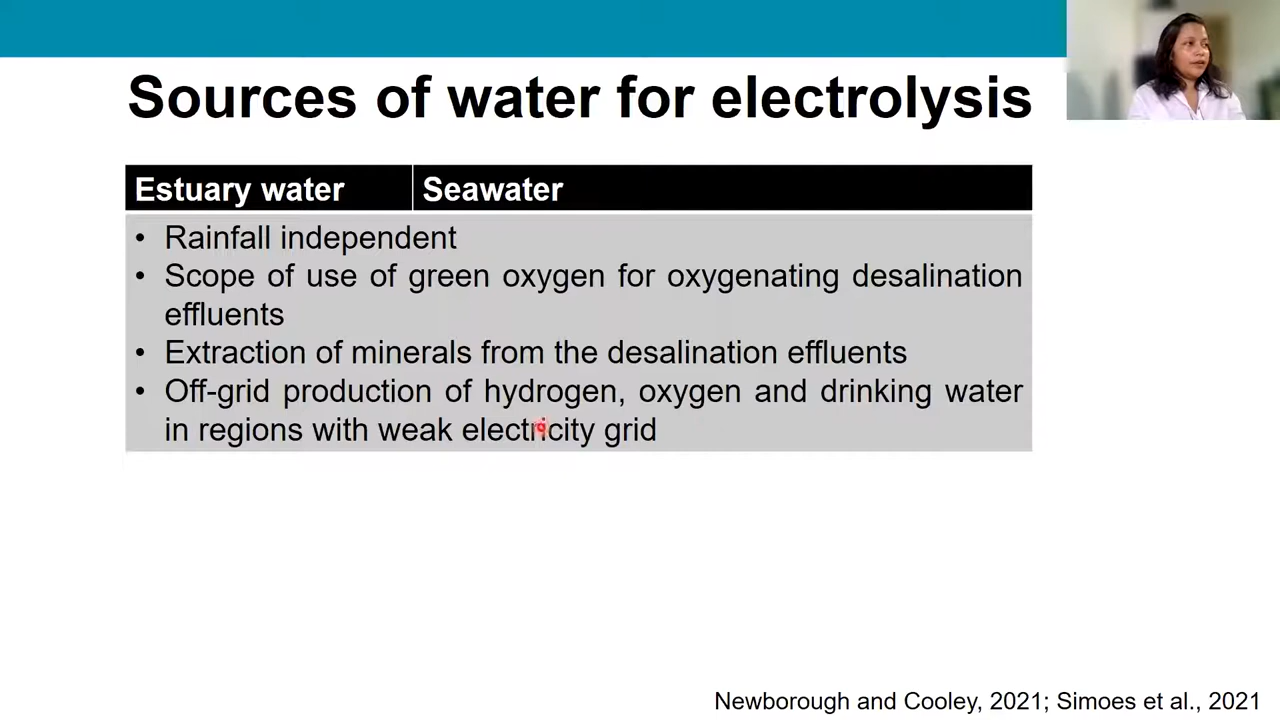 Sources of water for electrolysis
Estuary water
Seawater
• Rainfall independent
• Scope of use of green oxygen for oxygenating desalination
effluents
• Extraction of minerals from the desalination effluents
• Off-grid production of hydrogen, oxygen and drinking water
in regions with weak electricity grid
Newborough and Cooley, 2021; Simoes et al., 2021